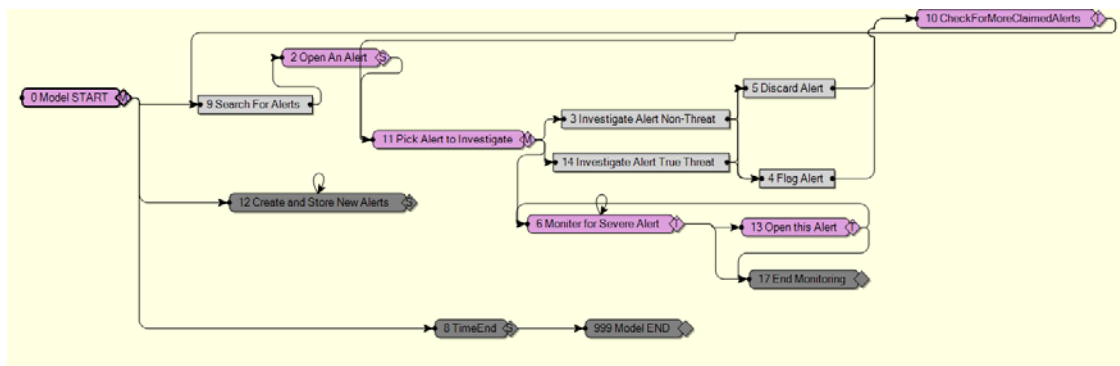 10 CheckForMoreClaimedAlerts T
2 Open An Alert S
0 Model START M
9 Search For Alerts
5 Discard Alert
3 Investigate Alert Non-Threat
11 Pick Alert to Investigate M
14 Investigate Alert True Threat
4 Flag Alert
12 Create and Store New Alerts S
6 Moniter for Severe Alert T
13 Open this Alert T
17 End Monitoring
8 TimeEnd S
999 Model END